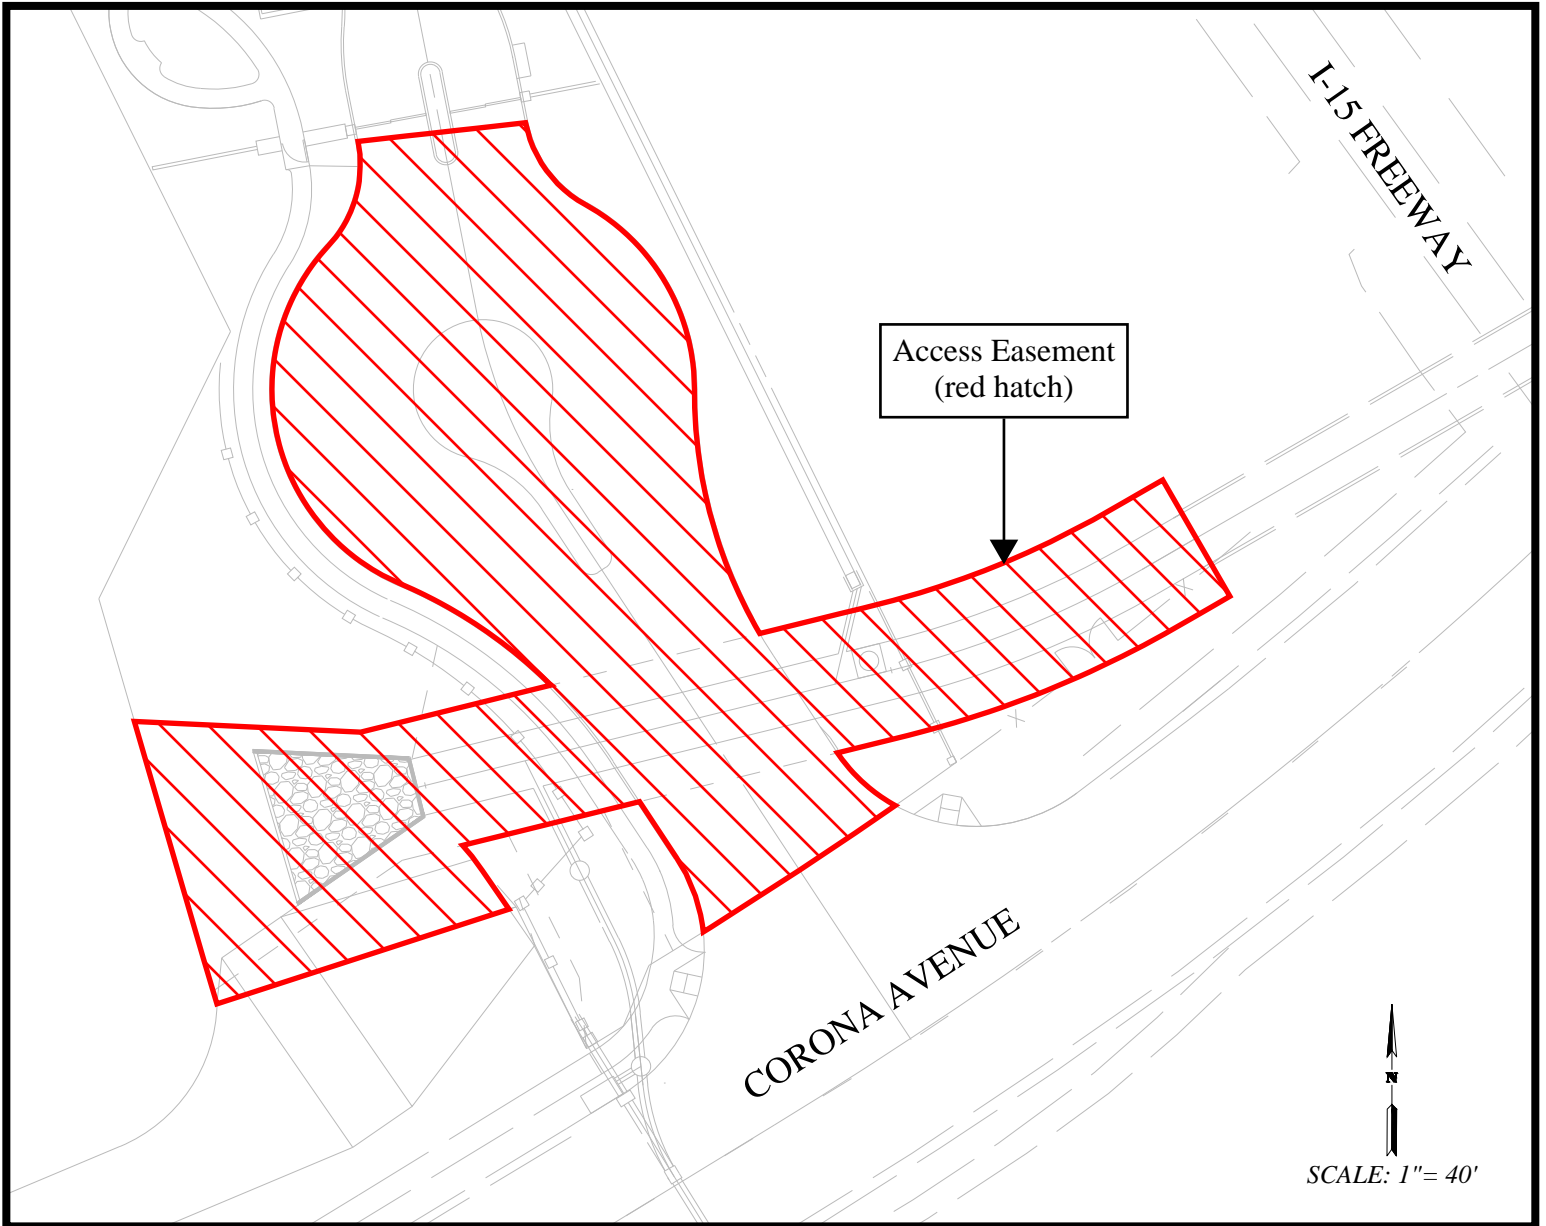 I-15 FREEWAY
Access Easement
(red hatch)
CORONA AVENUE
N
SCALE: 1"= 40'